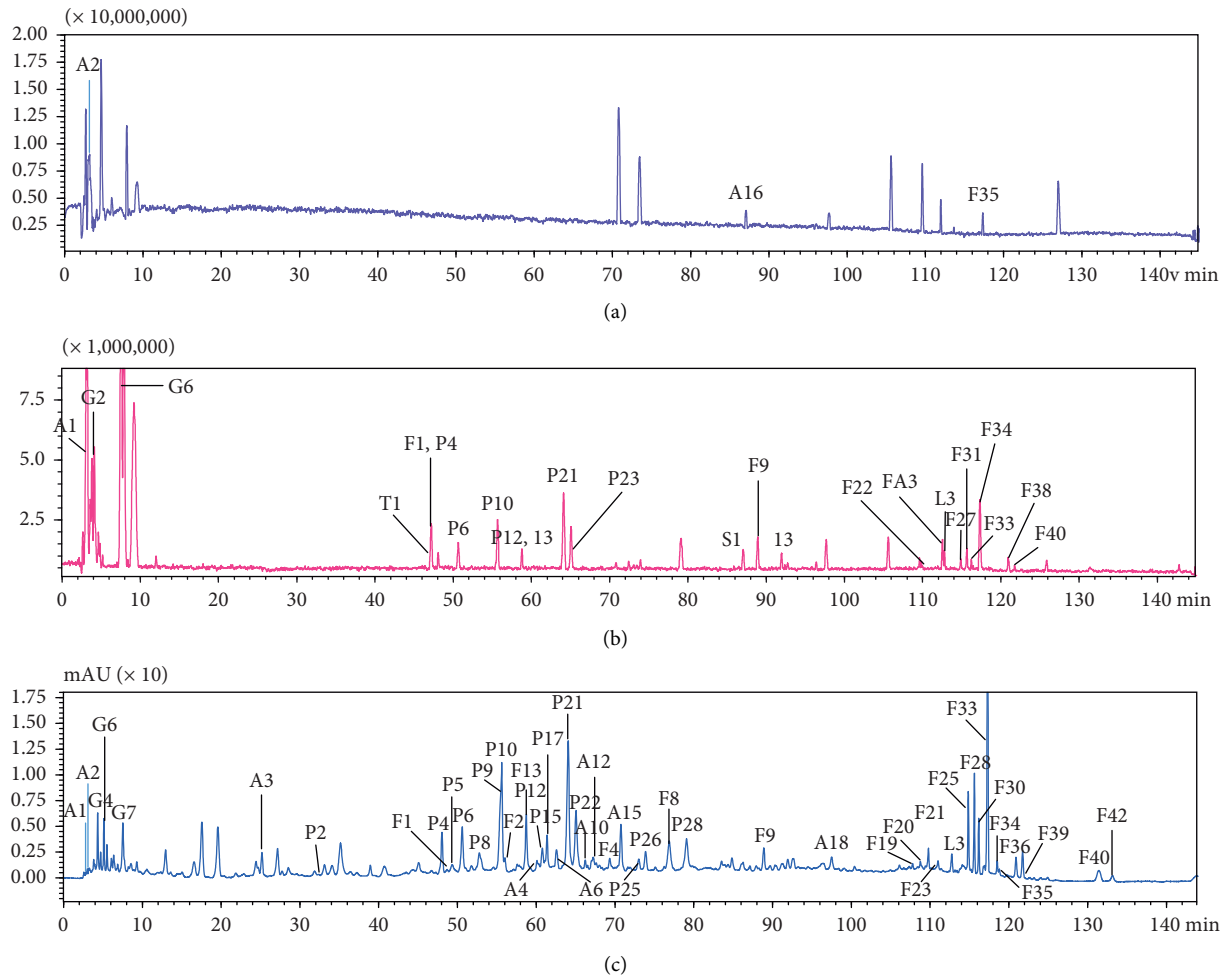 (× 10,000,000)
2.00
1.75
1.50
1.25
1.00
0.75
0.50
0.25
A2
A16
F35
0 10 20 30 40 50 60 70 80 90 100 110 120 130 140v min
(a)
(× 1,000,000)
7.5
5.0
2.5
A1
G2
G6
T1
F1, P4
P6
P10
P12, 13
P21
P23
S1
F9
13
F22
FA3
L3
F27
F31
F33
F34
F38
F40
0 10 20 30 40 50 60 70 80 90 100 110 120 130 140 min
(b)
mAU (× 10)
1.75
1.50
1.25
1.00
0.75
0.50
0.25
0.00
A1
A2
G4
G6
G7
A3
P2
F1
P4
P5
P6
P8
P9
P10
F2
F13
P12
A4
P15
P17
A6
P21
P22
A10
A12
F4
A15
P25
P26
F8
P28
F9
A18
F19
F20
F21
F23
L3
F25
F28
F33
F30
F34
F35
F36
F39
F40
F42
0 10 20 30 40 50 60 70 80 90 100 110 120 130 140 min
(c)